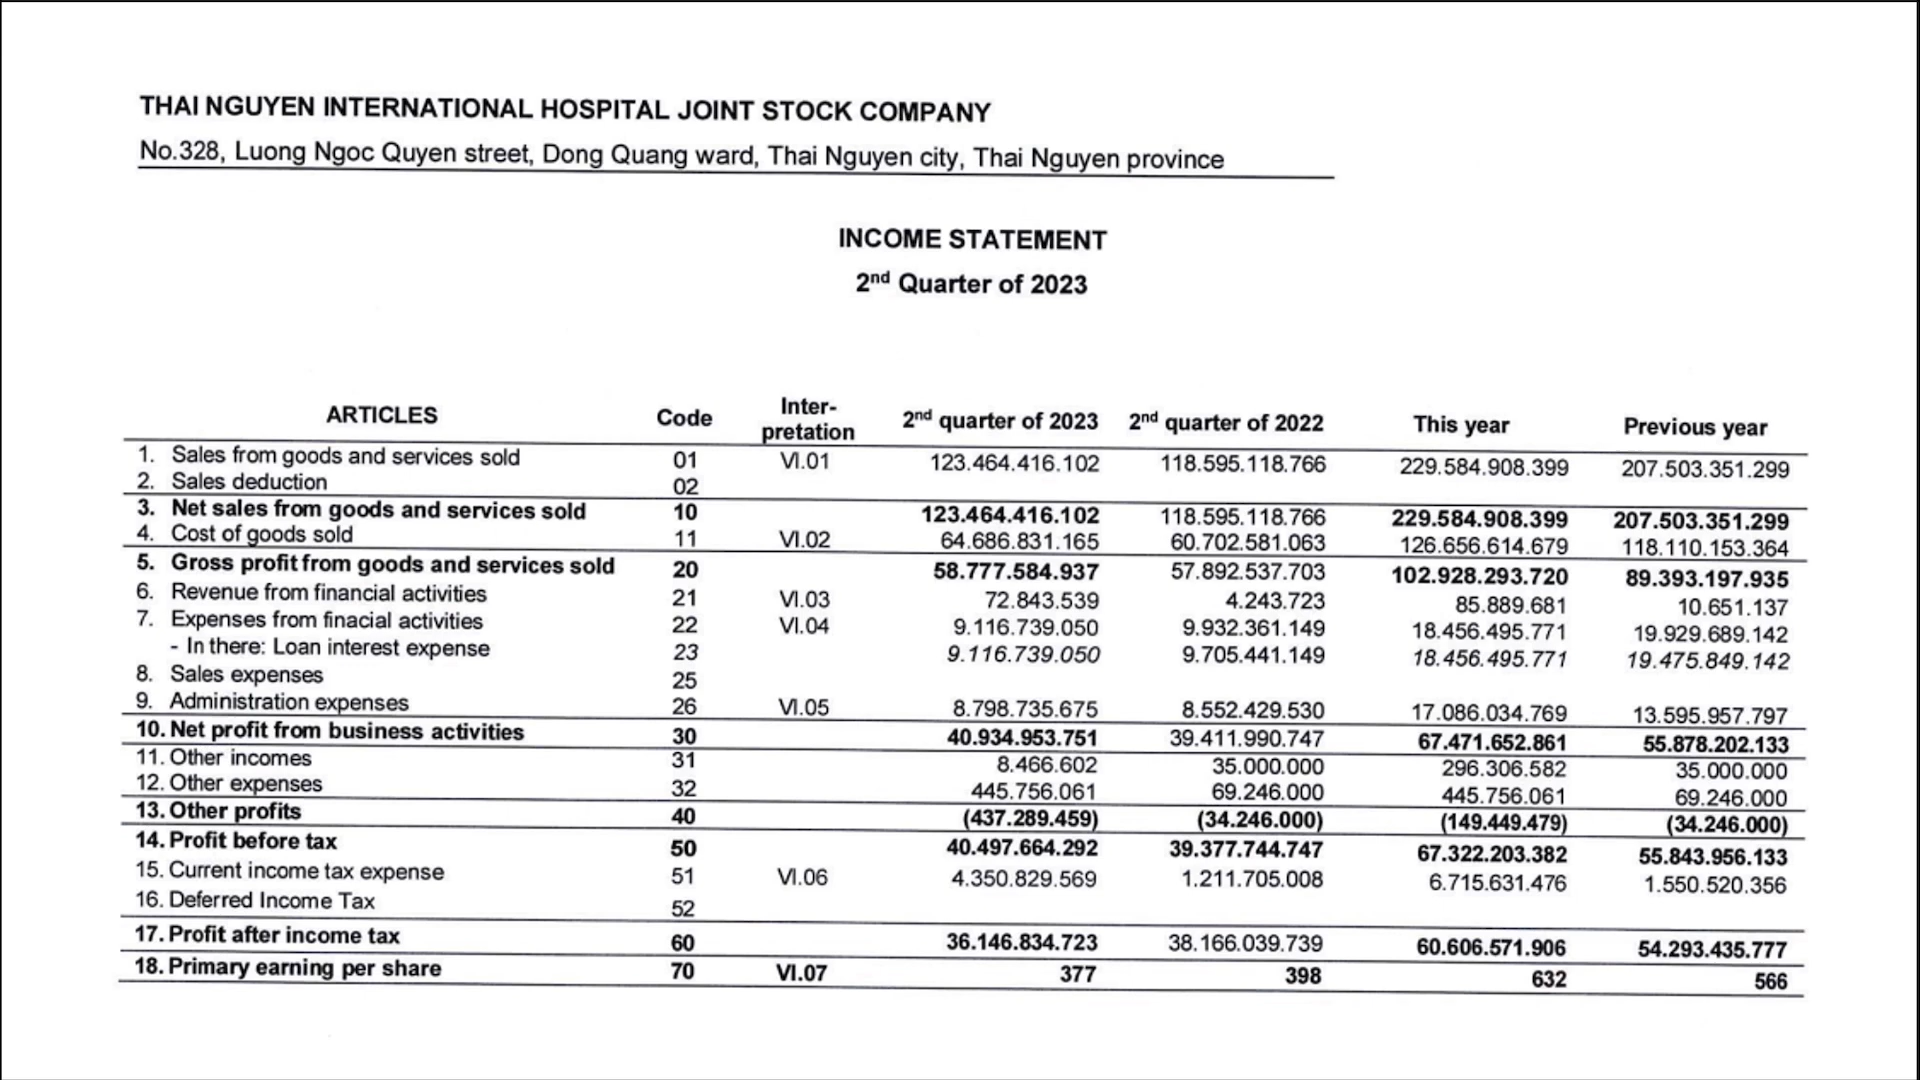 THAI NGUYEN INTERNATIONAL HOSPITAL JOINT STOCK COMPANY
No.328, Luong Ngoc Quyen street, Dong Quang ward, Thai Nguyen city, Thai Nguyen province
INCOME STATEMENT
2nd Quarter of 2023
ARTICLES Code Inter-pretation 2nd quarter of 2023 2nd quarter of 2022 This year Previous year
1. Sales from goods and services sold 01 VI.01 123.464.416.102 118.595.118.766 229.584.908.399 207.503.351.299
2. Sales deduction 02
3. Net sales from goods and services sold 10 123.464.416.102 118.595.118.766 229.584.908.399 207.503.351.299
4. Cost of goods sold 11 VI.02 64.686.831.165 60.702.581.063 126.656.614.679 118.110.153.364
5. Gross profit from goods and services sold 20 58.777.584.937 57.892.537.703 102.928.293.720 89.393.197.935
6. Revenue from financial activities 21 VI.03 72.843.539 4.243.723 85.889.681 10.651.137
7. Expenses from finacial activities 22 VI.04 9.116.739.050 9.932.361.149 18.456.495.771 19.929.689.142
- In there: Loan interest expense 23 9.116.739.050 9.705.441.149 18.456.495.771 19.475.849.142
8. Sales expenses 25
9. Administration expenses 26 VI.05 8.798.735.675 8.552.429.530 17.086.034.769 13.595.957.797
10. Net profit from business activities 30 40.934.953.751 39.411.990.747 67.471.652.861 55.878.202.133
11. Other incomes 31 8.466.602 35.000.000 296.306.582 35.000.000
12. Other expenses 32 445.756.061 69.246.000 445.756.061 69.246.000
13. Other profits 40 (437.289.459) (34.246.000) (149.449.479) (34.246.000)
14. Profit before tax 50 40.497.664.292 39.377.744.747 67.322.203.382 55.843.956.133
15. Current income tax expense 51 VI.06 4.350.829.569 1.211.705.008 6.715.631.476 1.550.520.356
16. Deferred Income Tax 52
17. Profit after income tax 60 36.146.834.723 38.166.039.739 60.606.571.906 54.293.435.777
18. Primary earning per share 70 VI.07 377 398 632 566